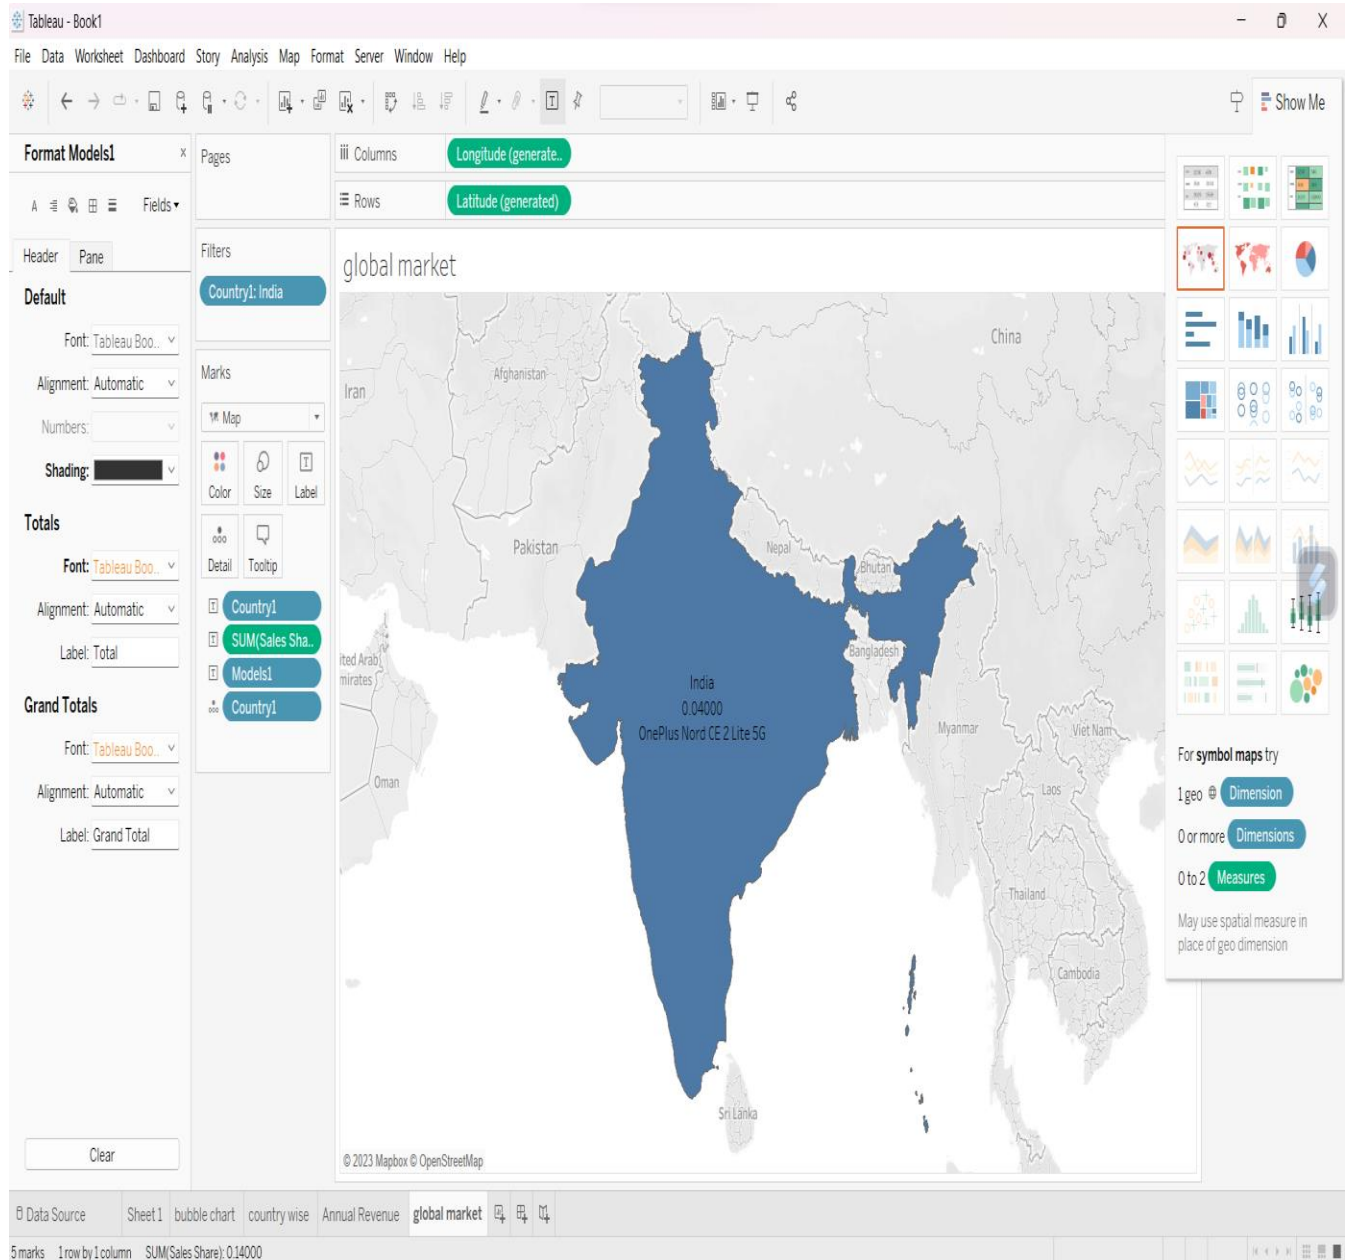 Tableau - Book1
File Data Worksheet Dashboard Story Analysis Map Format Server Window Help
Show Me
Format Models1
Fields
Header Pane
Default
Font: Tableau Boo..
Alignment: Automatic
Numbers:
Shading:
Totals
Font: Tableau Boo..
Alignment: Automatic
Label: Total
Grand Totals
Font: Tableau Boo..
Alignment: Automatic
Label: Grand Total
Clear
Pages
Filters
Country1: India
Marks
Map
Color Size Label
Detail Tooltip
Country1
SUM(Sales Sha..
Models1
Country1
Columns Longitude (generate..
Rows Latitude (generated)
global market
China
Afghanistan
Iran
Pakistan
Nepal
Bhutan
Bangladesh
ited Arab
mirates
India
0.04000
OnePlus Nord CE 2 Lite 5G
Myanmar
Viet Nam
Oman
Laos
Thailand
Cambodia
Sri Lanka
© 2023 Mapbox © OpenStreetMap
For symbol maps try
1 geo Dimension
0 or more Dimensions
0 to 2 Measures
May use spatial measure in
place of geo dimension
Data Source Sheet 1 bubble chart country wise Annual Revenue global market
5 marks 1 row by 1 column SUM(Sales Share): 0.14000